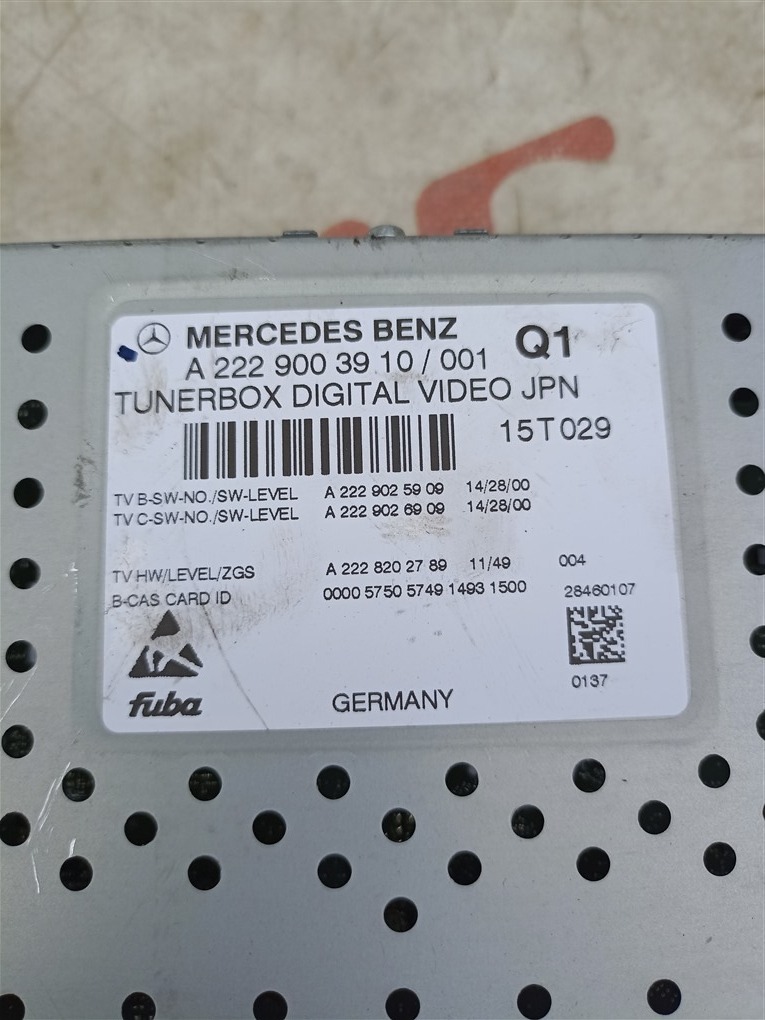 MERCEDES BENZ Q1
A 222 900 39 10 / 001
TUNERBOX DIGITAL VIDEO JPN
15T029
TV B-SW-NO./SW-LEVEL A 222 902 59 09 14/28/00
TV C-SW-NO./SW-LEVEL A 222 902 69 09 14/28/00
TV HW/LEVEL/ZGS A 222 820 27 89 11/49 004
B-CAS CARD ID 0000 5750 5749 1493 1500 28460107
0137
fuba GERMANY